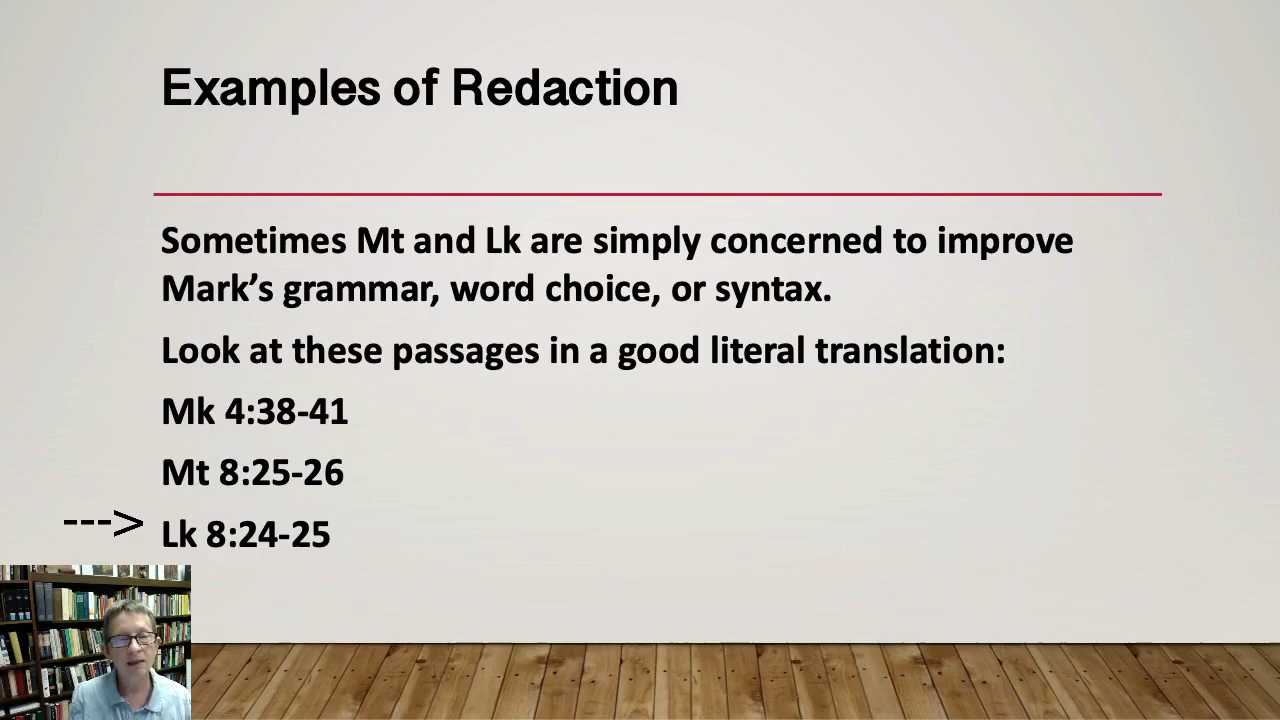 Examples of Redaction
Sometimes Mt and Lk are simply concerned to improve
Mark’s grammar, word choice, or syntax.
Look at these passages in a good literal translation:
Mk 4:38-41
Mt 8:25-26
---> Lk 8:24-25